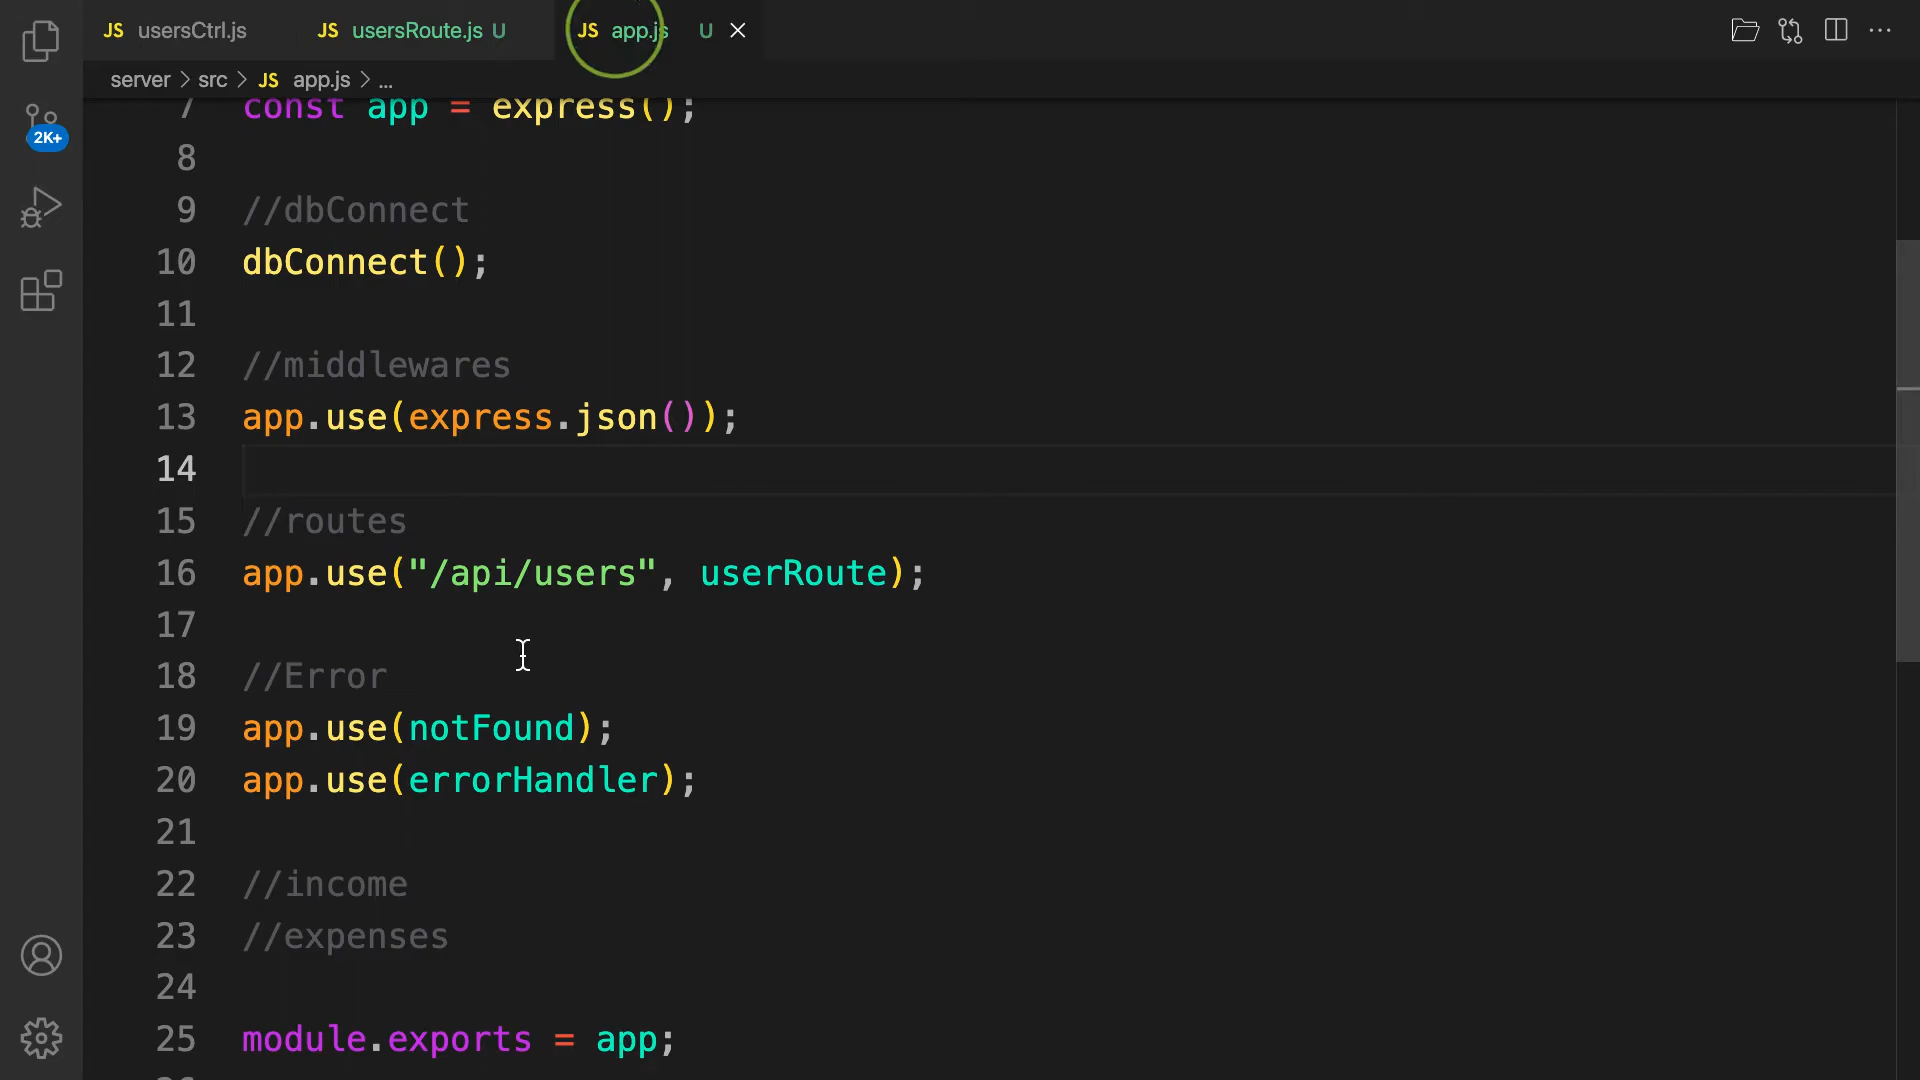 JS usersCtrl.js JS usersRoute.js U JS app.js U
server > src > JS app.js > ...
2K+
7 const app = express();
8
9 //dbConnect
10 dbConnect();
11
12 //middlewares
13 app.use(express.json());
14
15 //routes
16 app.use("/api/users", userRoute);
17
18 //Error
19 app.use(notFound);
20 app.use(errorHandler);
21
22 //income
23 //expenses
24
25 module.exports = app;